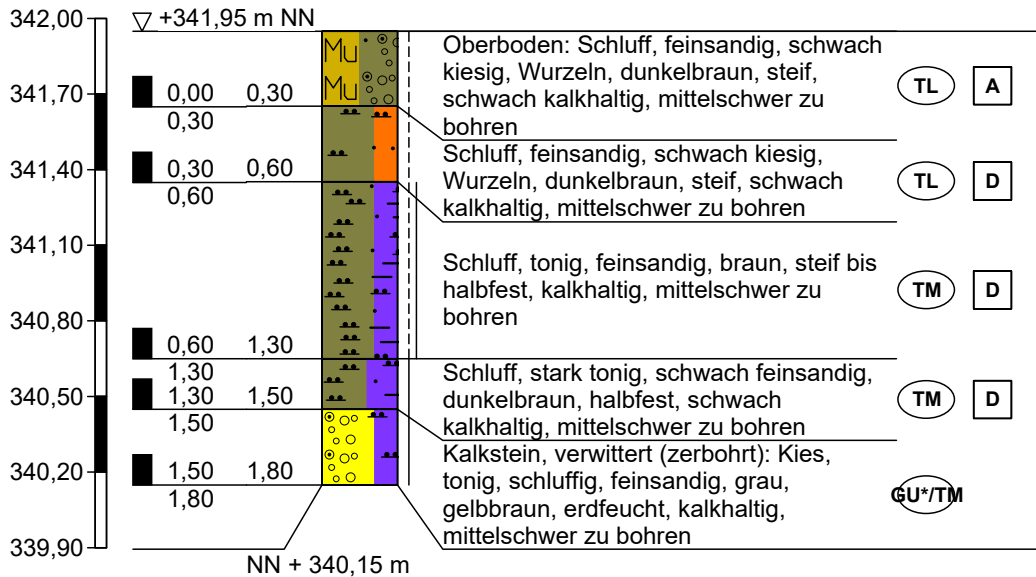 342,00
+341,95 m NN
Mu
Mu
Oberboden: Schluff, feinsandig, schwach
kiesig, Wurzeln, dunkelbraun, steif,
schwach kalkhaltig, mittelschwer zu
bohren
TL
A
341,70
0,00 0,30
0,30
Schluff, feinsandig, schwach kiesig,
Wurzeln, dunkelbraun, steif, schwach
kalkhaltig, mittelschwer zu bohren
TL
D
341,40
0,30 0,60
0,60
341,10
Schluff, tonig, feinsandig, braun, steif bis
halbfest, kalkhaltig, mittelschwer zu
bohren
TM
D
340,80
0,60 1,30
1,30
Schluff, stark tonig, schwach feinsandig,
dunkelbraun, halbfest, schwach
kalkhaltig, mittelschwer zu bohren
TM
D
340,50
1,30 1,50
1,50
Kalkstein, verwittert (zerbohrt): Kies,
tonig, schluffig, feinsandig, grau,
gelbbraun, erdfeucht, kalkhaltig,
mittelschwer zu bohren
GU*/TM
340,20
1,50 1,80
1,80
339,90
NN + 340,15 m